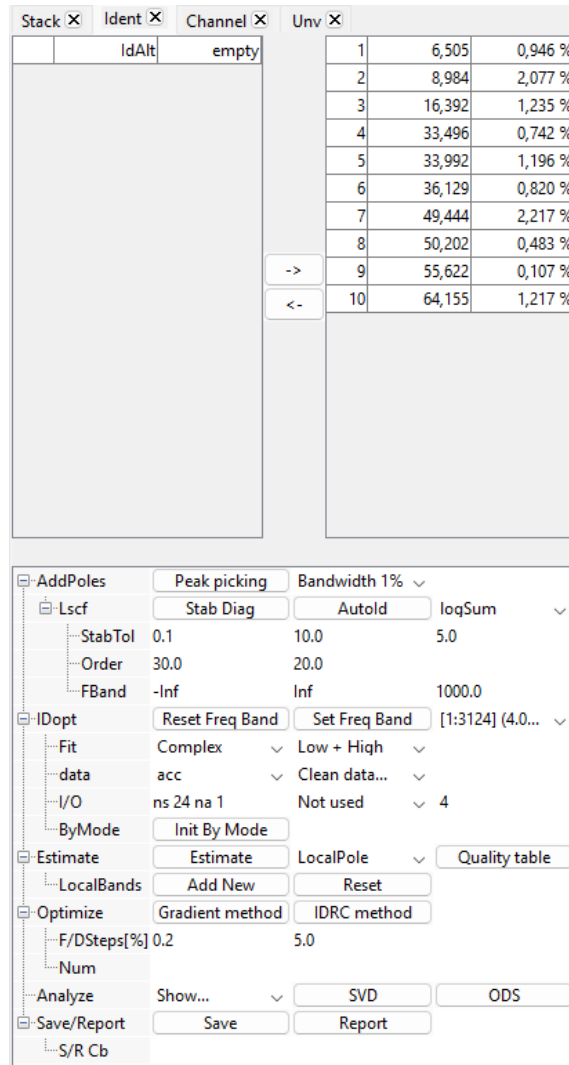 Stack Ident Channel Unv
IdAlt empty
1 6,505 0,946 %
2 8,984 2,077 %
3 16,392 1,235 %
4 33,496 0,742 %
5 33,992 1,196 %
6 36,129 0,820 %
7 49,444 2,217 %
8 50,202 0,483 %
-> 9 55,622 0,107 %
<- 10 64,155 1,217 %
AddPoles Peak picking Bandwidth 1%
Lscf Stab Diag AutoId logSum
StabTol 0.1 10.0 5.0
Order 30.0 20.0
FBand -Inf Inf 1000.0
IDopt Reset Freq Band Set Freq Band [1:3124] (4.0...
Fit Complex Low + High
data acc Clean data...
I/O ns 24 na 1 Not used 4
ByMode Init By Mode
Estimate Estimate LocalPole Quality table
LocalBands Add New Reset
Optimize Gradient method IDRC method
F/DSteps[%] 0.2 5.0
Num
Analyze Show... SVD ODS
Save/Report Save Report
S/R Cb